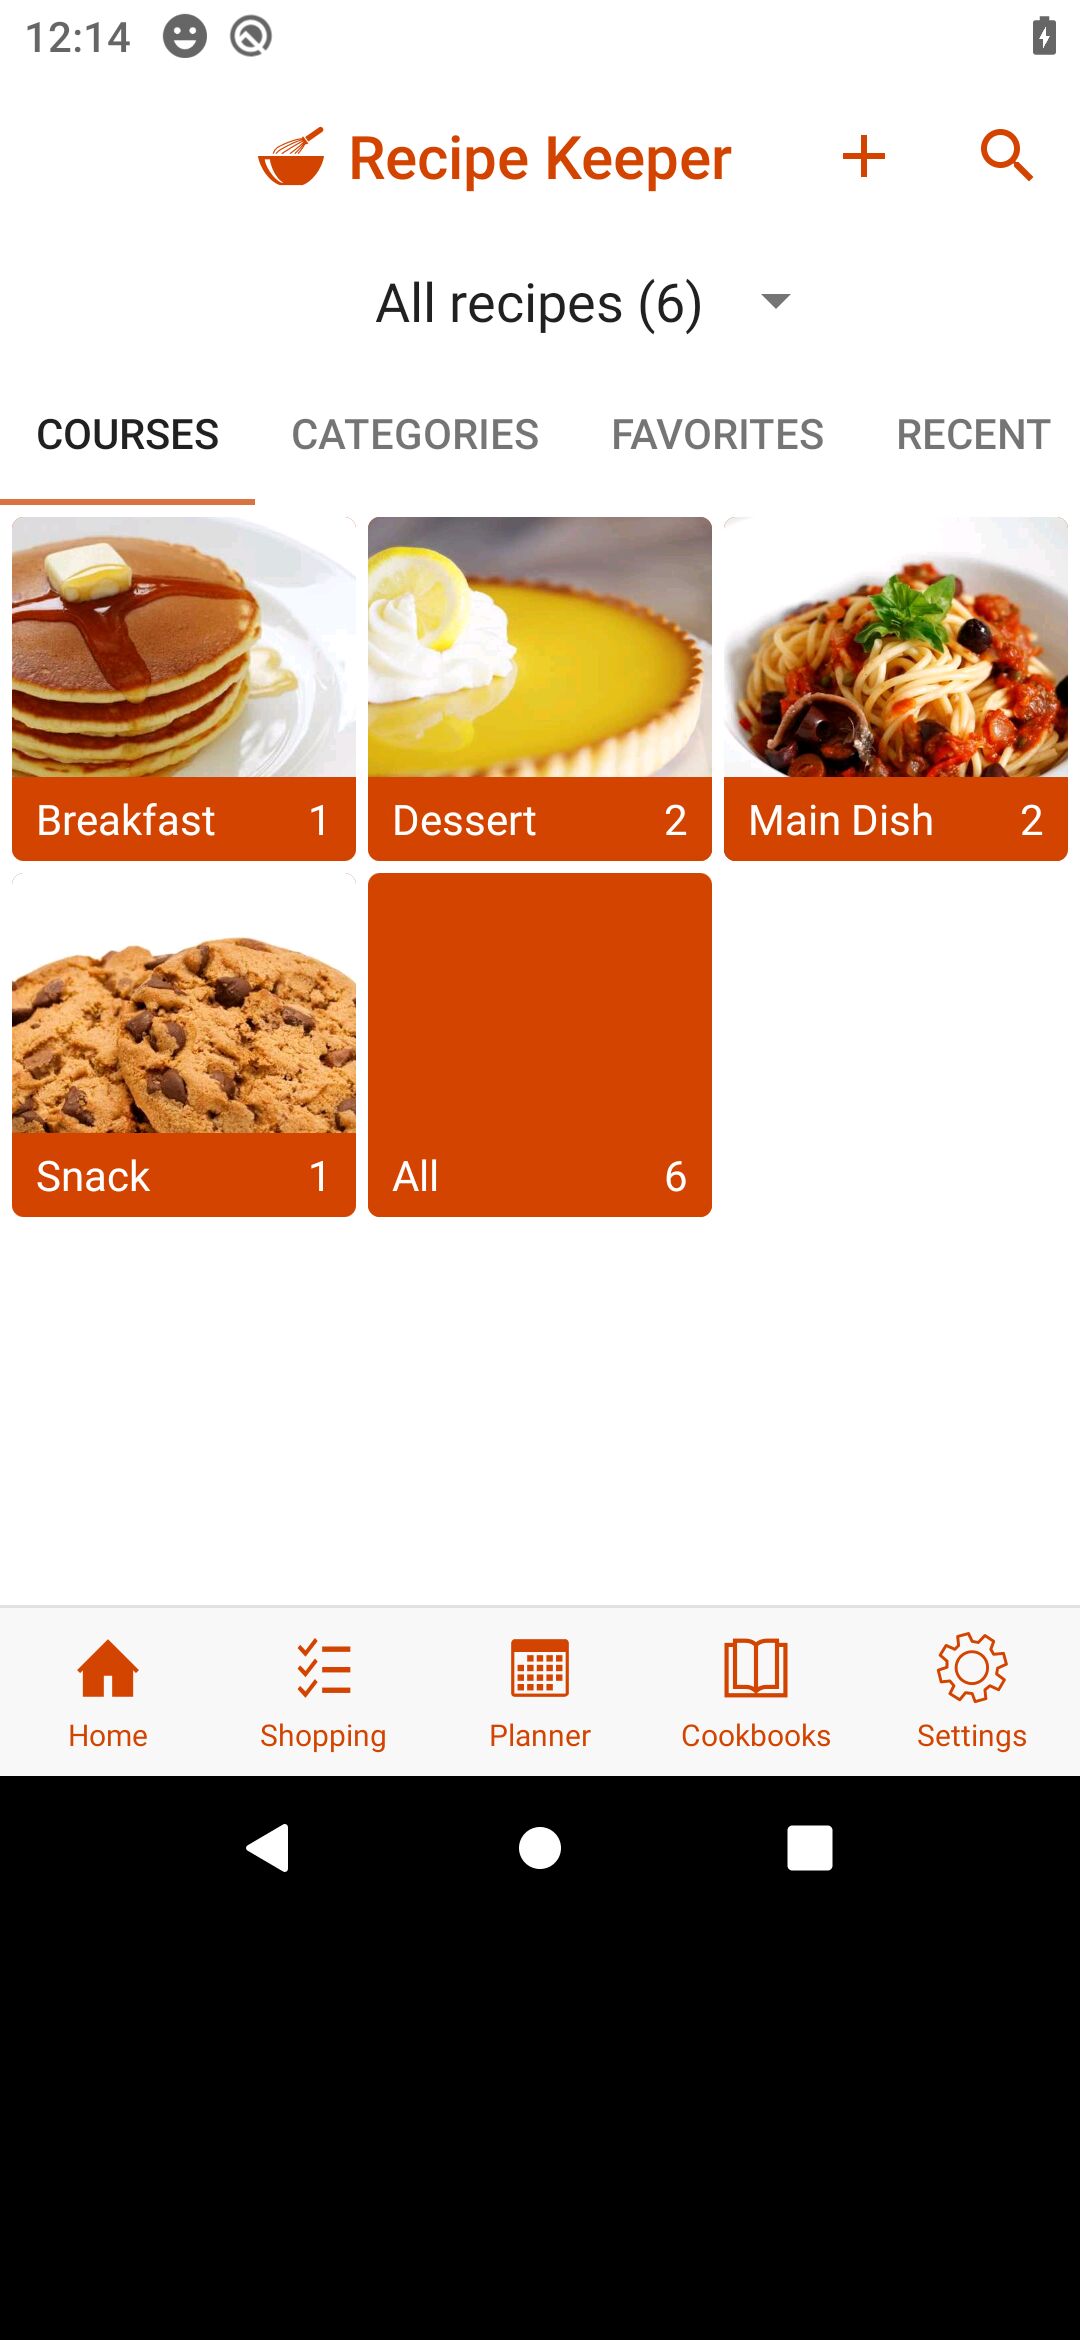 12:14
Recipe Keeper
All recipes (6)
COURSES CATEGORIES FAVORITES RECENT
Breakfast 1 Dessert 2 Main Dish 2
Snack 1 All 6
Home Shopping Planner Cookbooks Settings